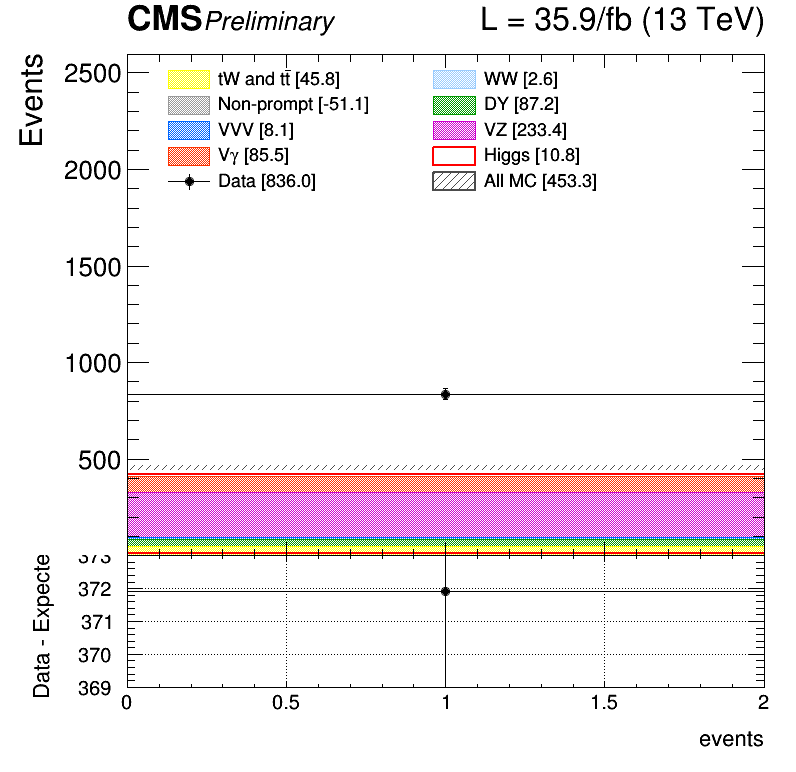 CMS Preliminary L = 35.9/fb (13 TeV)
Events
2500
2000
1500
1000
500
tW and tt̄ [45.8]
Non-prompt [-51.1]
VVV [8.1]
Vγ [85.5]
Data [836.0]
WW [2.6]
DY [87.2]
VZ [233.4]
Higgs [10.8]
All MC [453.3]
Data - Expecte
373
372
371
370
369
0 0.5 1 1.5 2
events